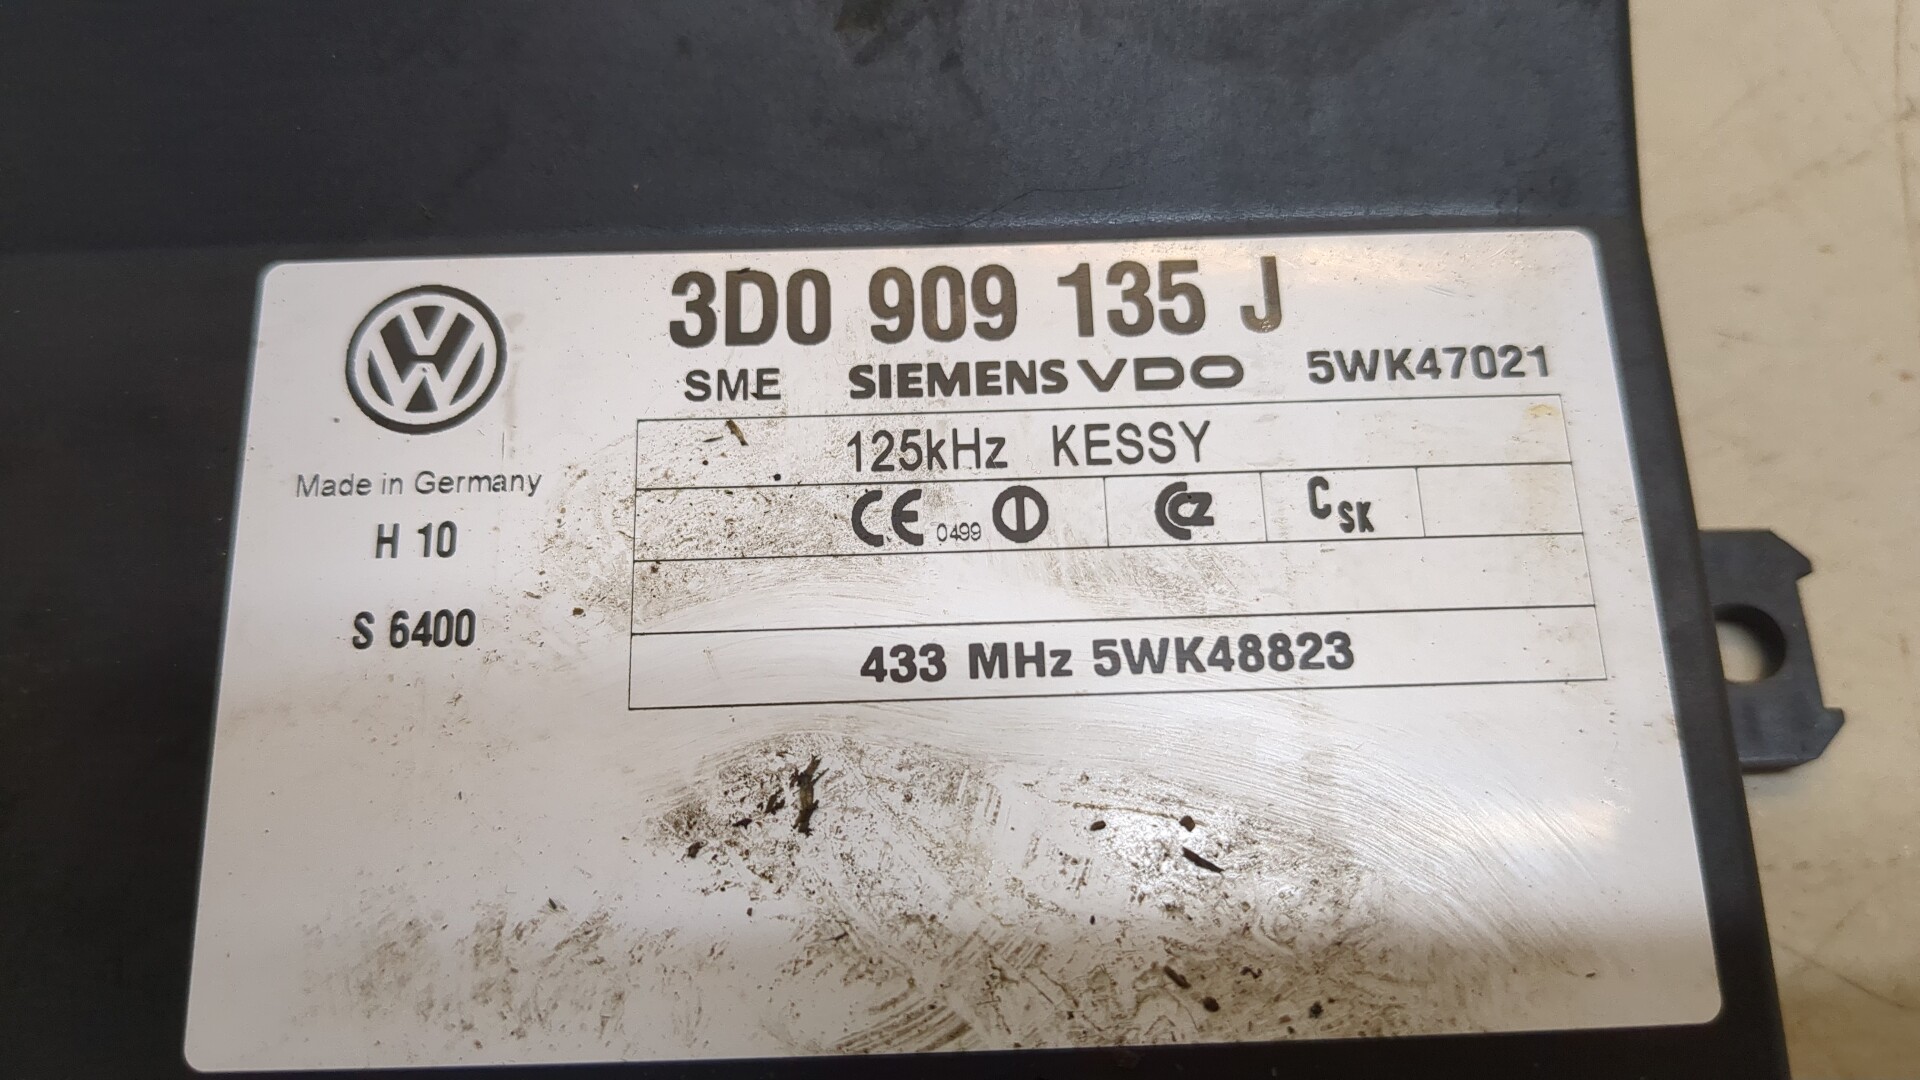 3D0 909 135 J
SME SIEMENS VDO 5WK47021
125kHz KESSY
Made in Germany
CE 0499 CZ CSK
H 10
S 6400
433 MHz 5WK48823